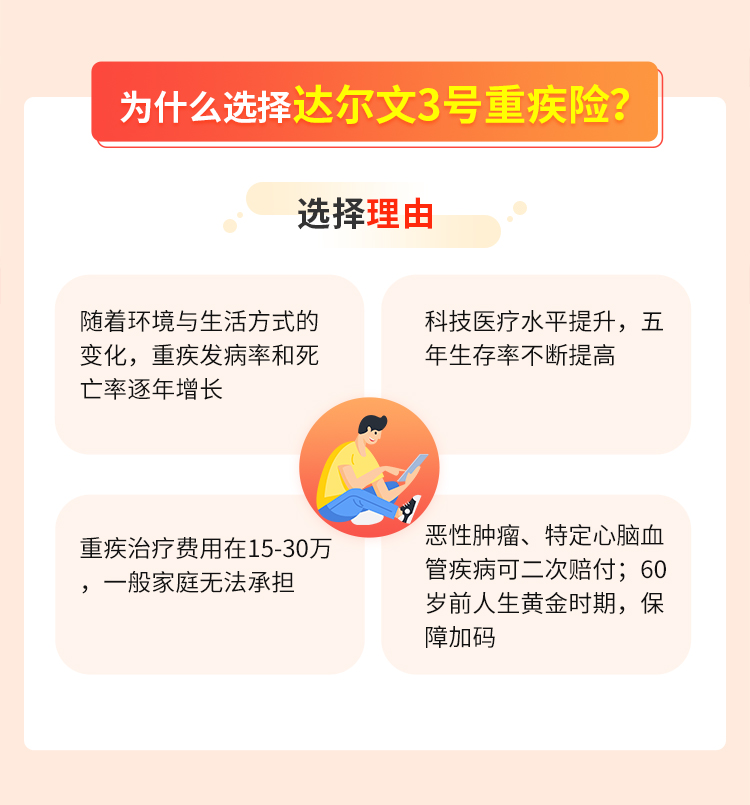 为什么选择达尔文3号重疾险？
选择理由
随着环境与生活方式的
变化，重疾发病率和死
亡率逐年增长
科技医疗水平提升，五
年生存率不断提高
重疾治疗费用在15-30万
，一般家庭无法承担
恶性肿瘤、特定心脑血
管疾病可二次赔付；60
岁前人生黄金时期，保
障加码